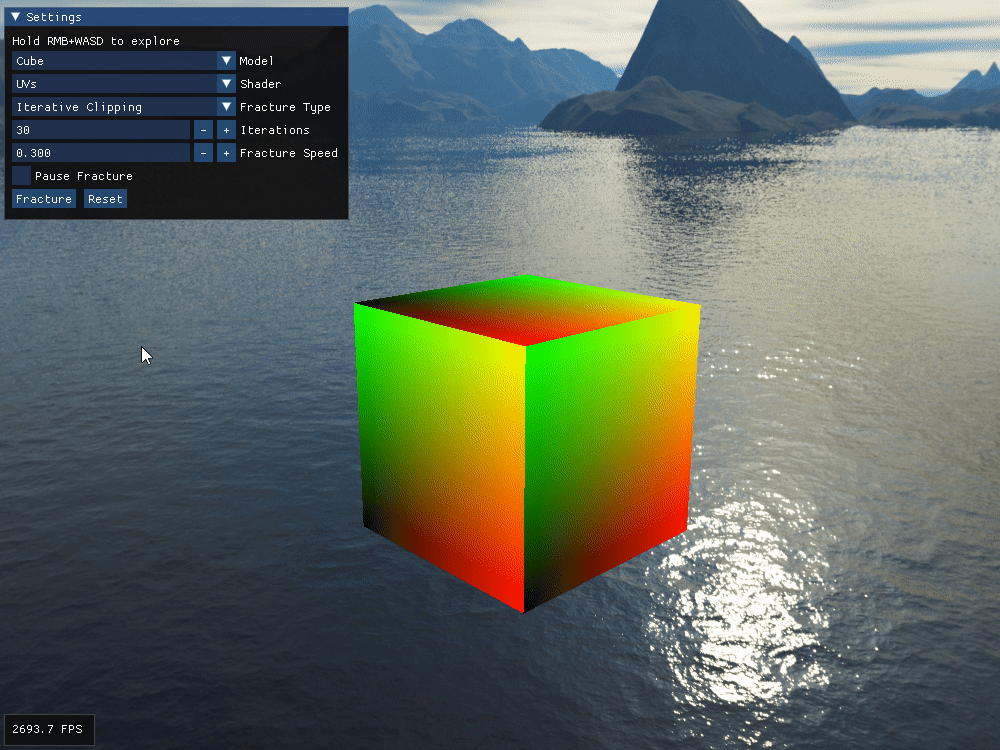 Settings
Hold RMB+WASD to explore
Cube Model
UVs Shader
Iterative Clipping Fracture Type
30 - + Iterations
0.300 - + Fracture Speed
Pause Fracture
Fracture Reset
2693.7 FPS